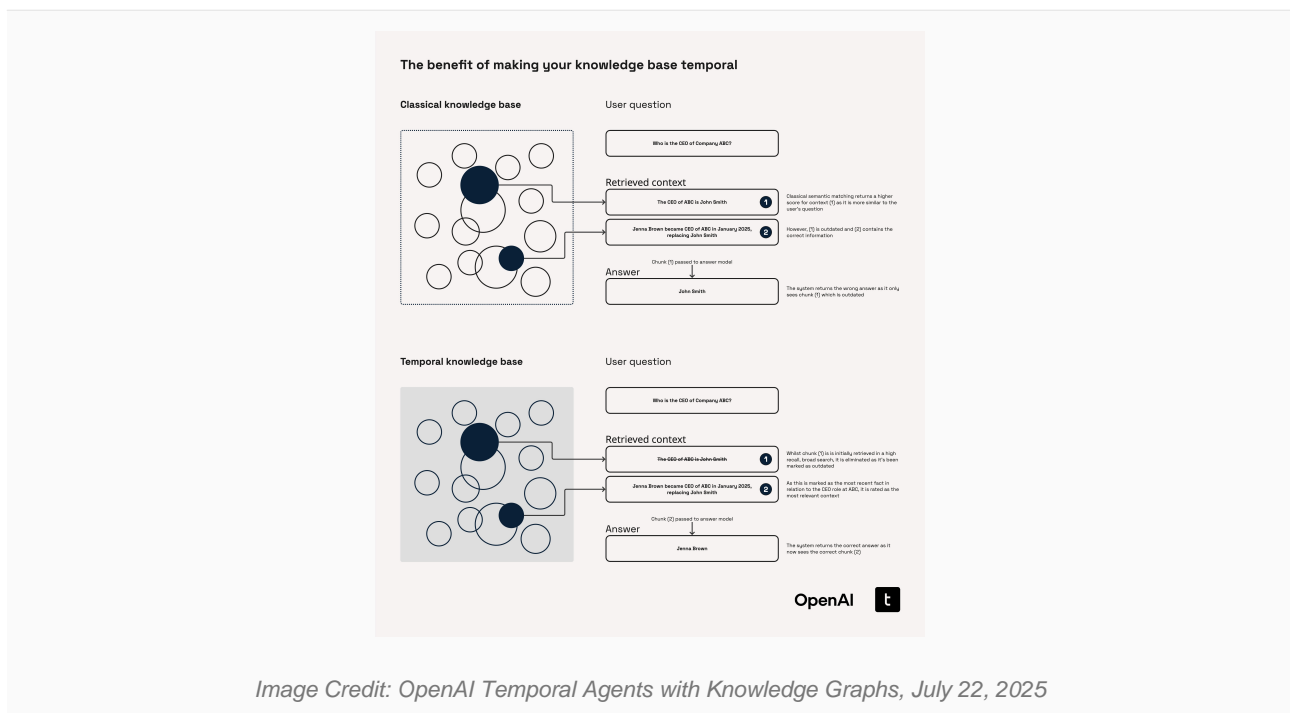 The benefit of making your knowledge base temporal
Classical knowledge base
User question
Who is the CEO of Company ABC?
Retrieved context
The CEO of ABC is John Smith
1
Classical semantic matching returns a higher
score for context (1) as it is more similar to the
user's question
Jenna Brown became CEO of ABC in January 2025,
replacing John Smith
2
However, (1) is outdated and (2) contains the
correct information
Chunk (1) passed to answer model
Answer
John Smith
The system returns the wrong answer as it only
sees chunk (1) which is outdated
Temporal knowledge base
User question
Who is the CEO of Company ABC?
Retrieved context
The CEO of ABC is John Smith
1
Whilst chunk (1) is is initially retrieved in a high
recall, broad search, it is eliminated as it's been
marked as outdated
Jenna Brown became CEO of ABC in January 2025,
replacing John Smith
2
As this is marked as the most recent fact in
relation to the CEO role at ABC, it is rated as the
most relevant context
Chunk (2) passed to answer model
Answer
Jenna Brown
The system returns the correct answer as it
now sees the correct chunk (2)
OpenAI
t
Image Credit: OpenAI Temporal Agents with Knowledge Graphs, July 22, 2025